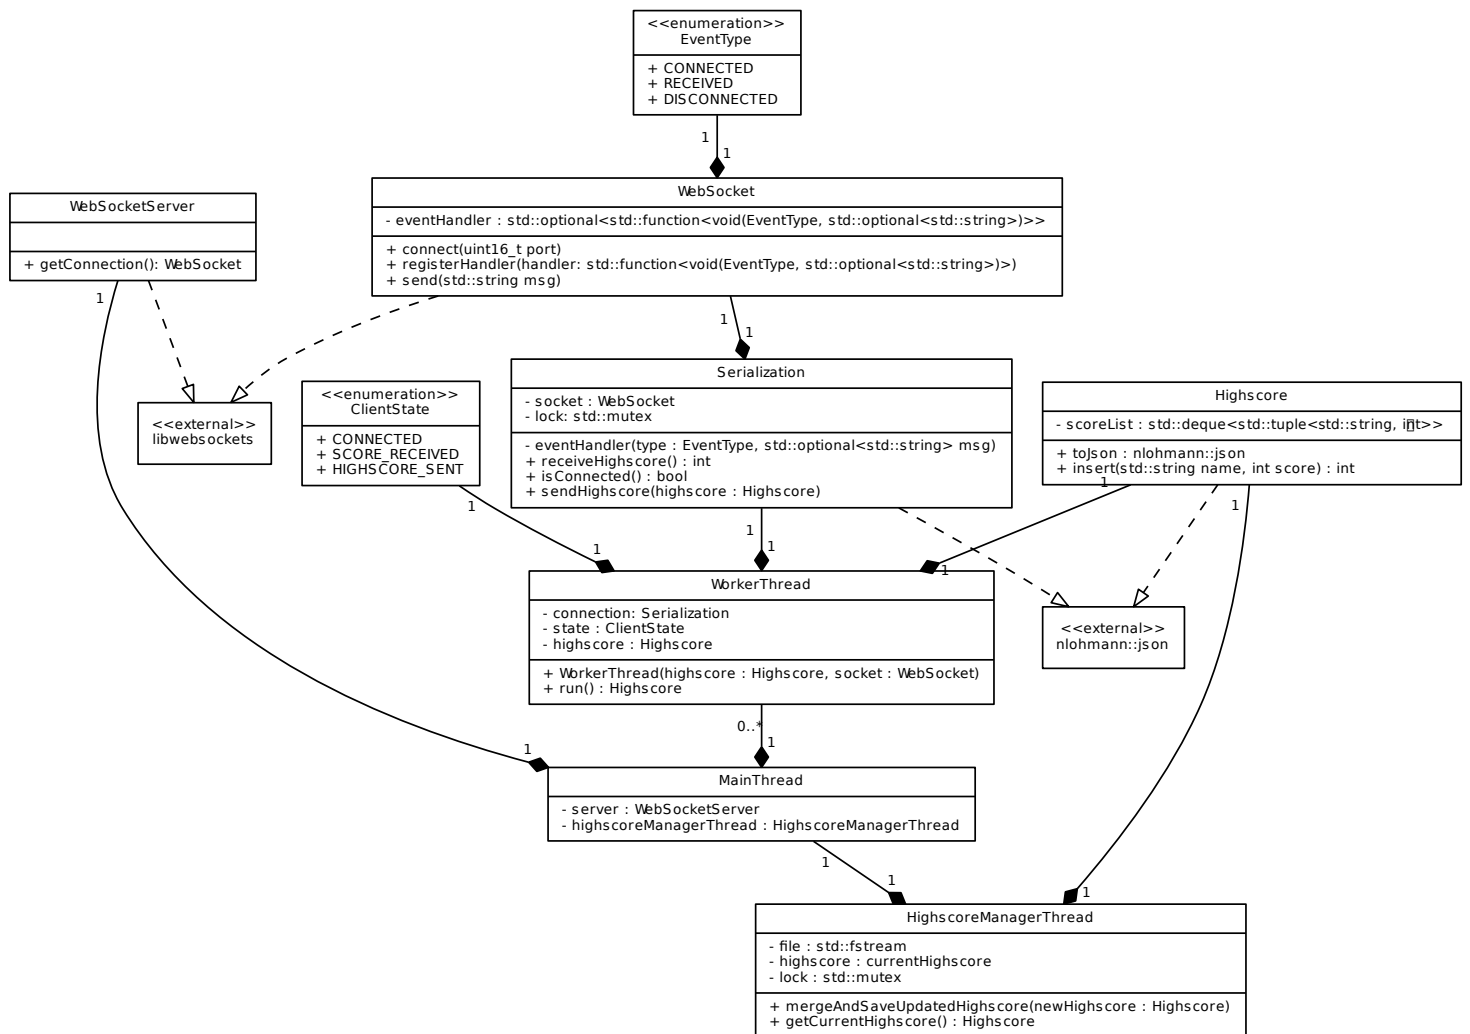 <<enumeration>>
EventType
+ CONNECTED
+ RECEIVED
+ DISCONNECTED
1
1
WebSocket
- eventHandler : std::optional<std::function<void(EventType, std::optional<std::string>)>>
+ connect(uint16_t port)
+ registerHandler(handler: std::function<void(EventType, std::optional<std::string>)>)
+ send(std::string msg)
WebSocketServer
+ getConnection(): WebSocket
1
1
1
<<external>>
libwebsockets
<<enumeration>>
ClientState
+ CONNECTED
+ SCORE_RECEIVED
+ HIGHSCORE_SENT
Serialization
- socket : WebSocket
- lock: std::mutex
- eventHandler(type : EventType, std::optional<std::string> msg)
+ receiveHighscore() : int
+ isConnected() : bool
+ sendHighscore(highscore : Highscore)
Highscore
- scoreList : std::deque<std::tuple<std::string, int>>
+ toJson : nlohmann::json
+ insert(std::string name, int score) : int
1
1
1
1
1
1
1
1
WorkerThread
- connection: Serialization
- state : ClientState
- highscore : Highscore
+ WorkerThread(highscore : Highscore, socket : WebSocket)
+ run() : Highscore
<<external>>
nlohmann::json
0..*
1
1
MainThread
- server : WebSocketServer
- highscoreManagerThread : HighscoreManagerThread
1
1
1
HighscoreManagerThread
- file : std::fstream
- highscore : currentHighscore
- lock : std::mutex
+ mergeAndSaveUpdatedHighscore(newHighscore : Highscore)
+ getCurrentHighscore() : Highscore